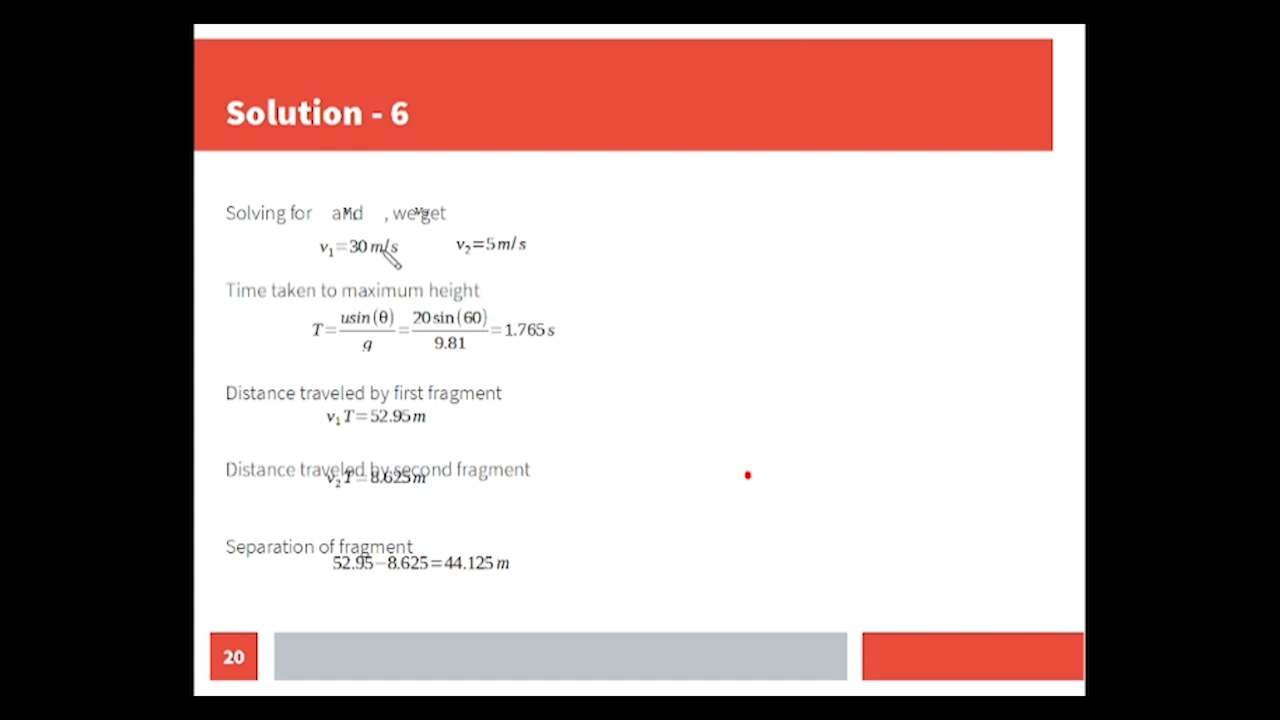 Solution - 6
Solving for and , we get
v₁=30 m/s v₂=5 m/s
Time taken to maximum height
T=usin(θ)/g=20 sin(60)/9.81=1.765 s
Distance traveled by first fragment
v₁T=52.95 m
Distance traveled by second fragment
v₂T=8.625 m
Separation of fragment
52.95−8.625=44.125 m
20